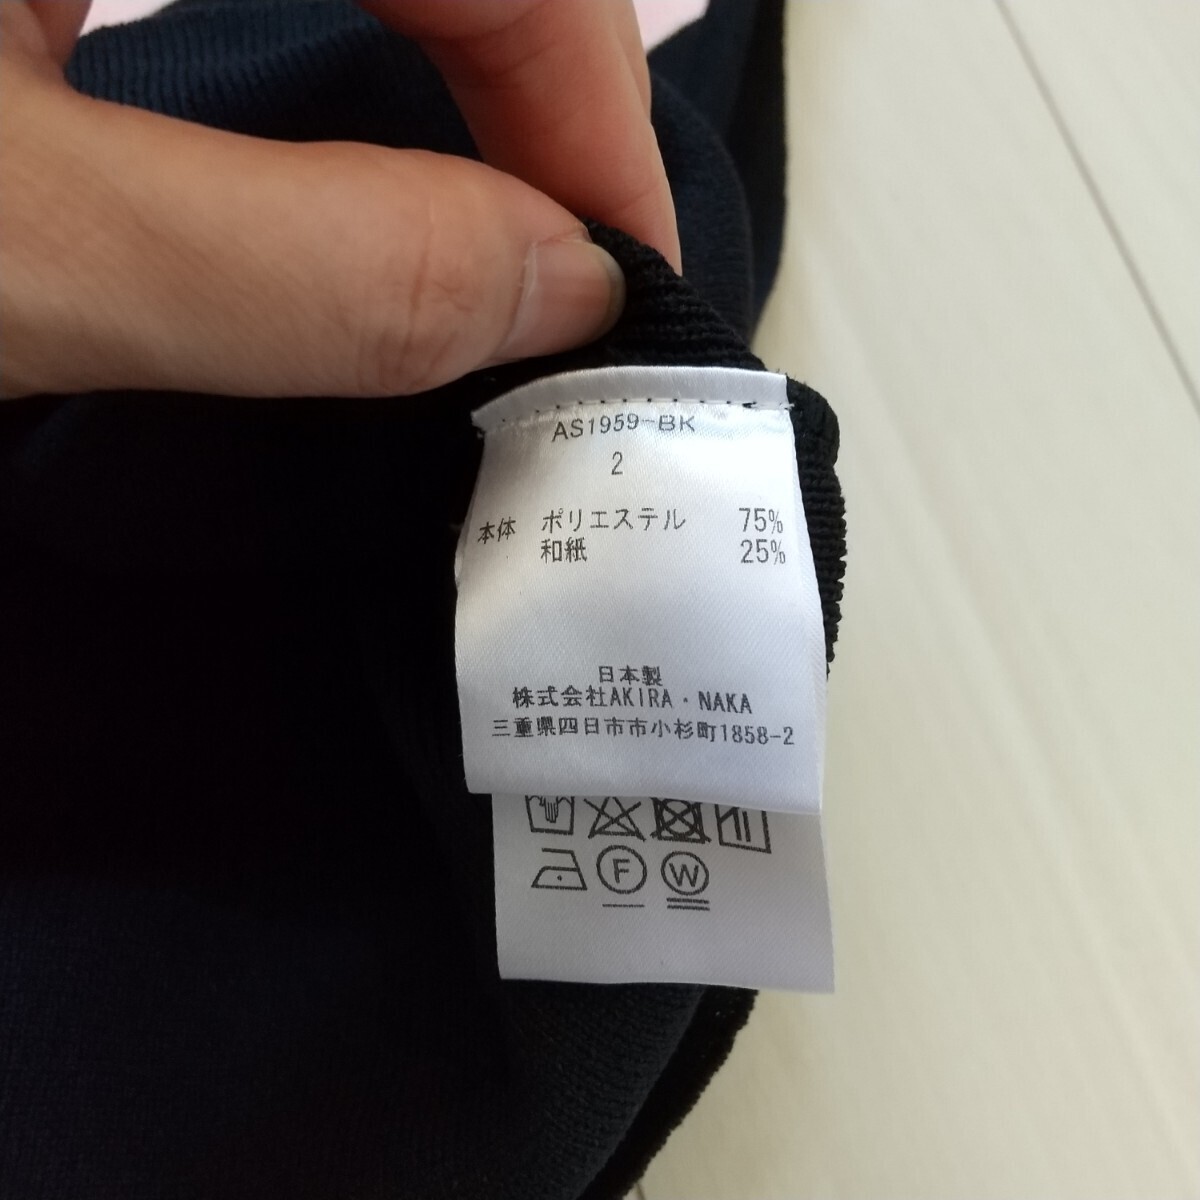 AS1959-BK
2
本体 ポリエステル 75%
和紙 25%
日本製
株式会社AKIRA・NAKA
三重県四日市市小杉町1858-2
F W